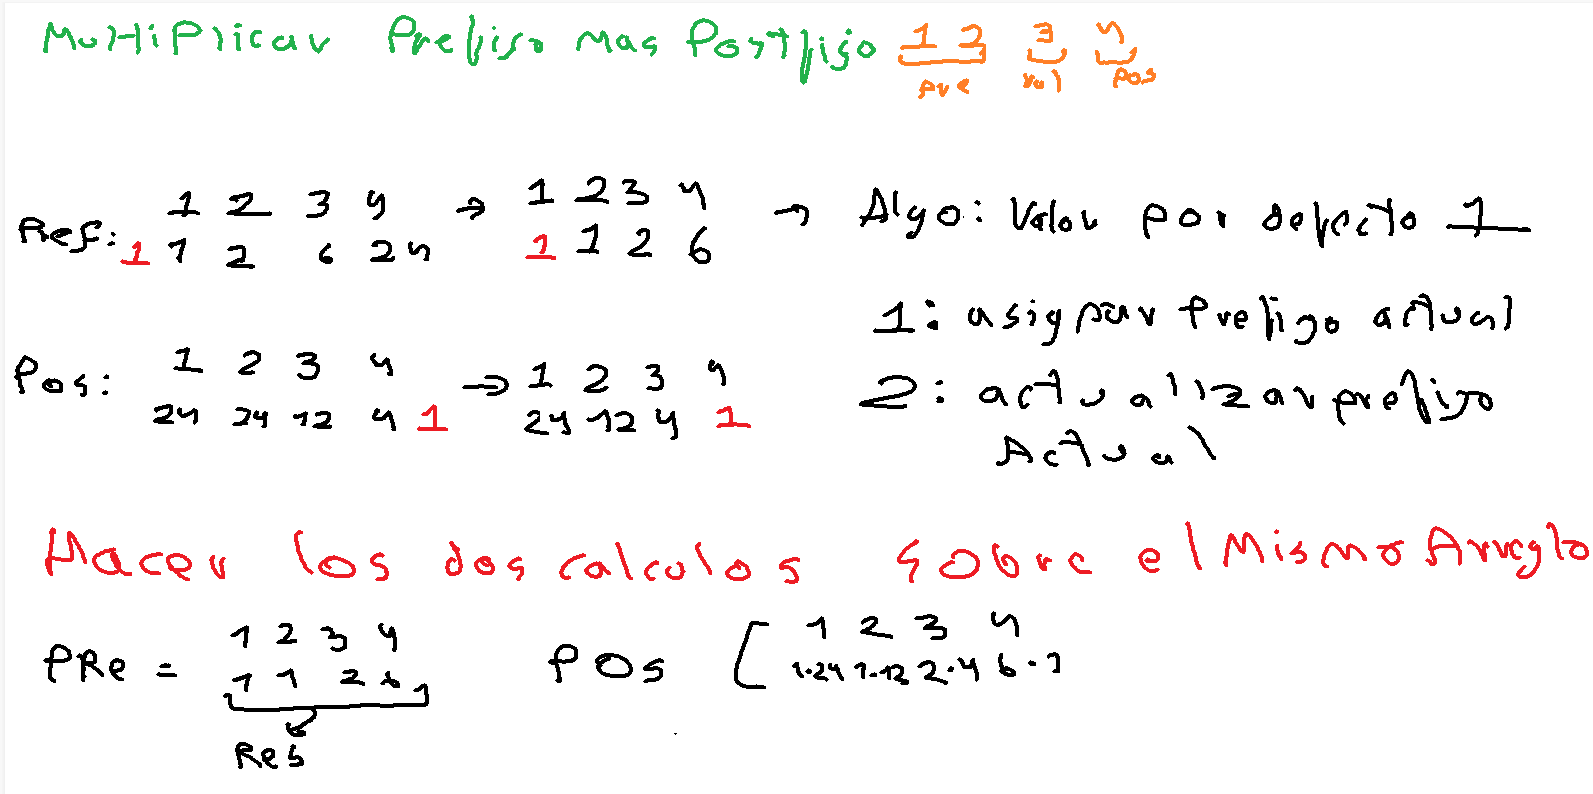 Multiplicar Prefijo mas Postfijo 1 2 3 4
pre val pos
Ref: 1 2 3 4 → 1 2 3 4 → Algo: Valor por defecto 1
1 1 2 6 24 1 1 2 6
1: asignar Prefijo actual
Pos: 1 2 3 4 → 1 2 3 4
24 24 12 4 1 24 12 4 1
2: actualizar prefijo
Actual
Hacer los dos calculos sobre el Mismo Arreglo
PRe = 1 2 3 4 POs [ 1 2 3 4
1 1 2 6 1·24 1·12 2·4 6·1
Res